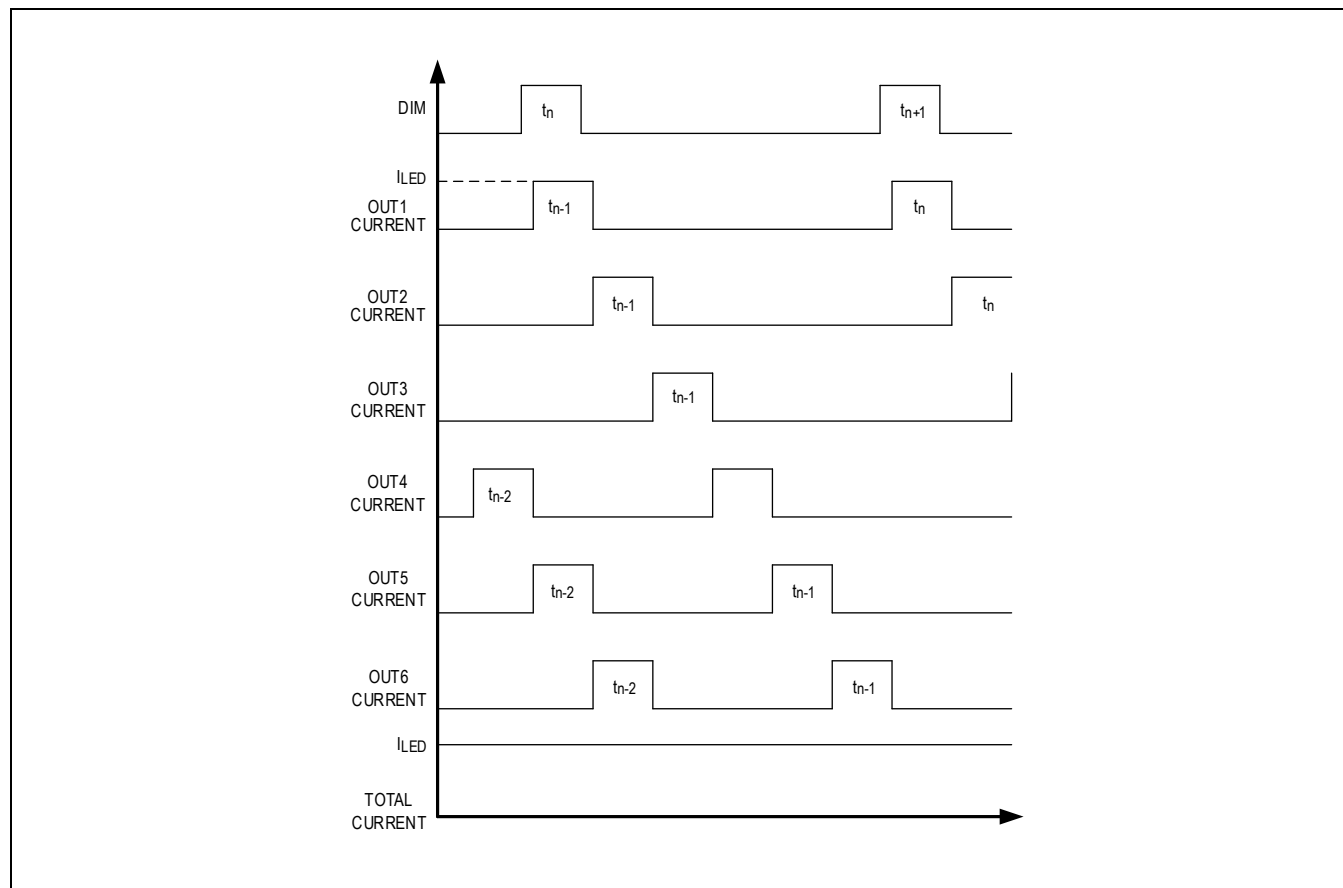 DIM
tn
tn+1
ILED
OUT1
CURRENT
tn-1
tn
OUT2
CURRENT
tn-1
tn
OUT3
CURRENT
tn-1
OUT4
CURRENT
tn-2
OUT5
CURRENT
tn-2
tn-1
OUT6
CURRENT
tn-2
tn-1
ILED
TOTAL
CURRENT